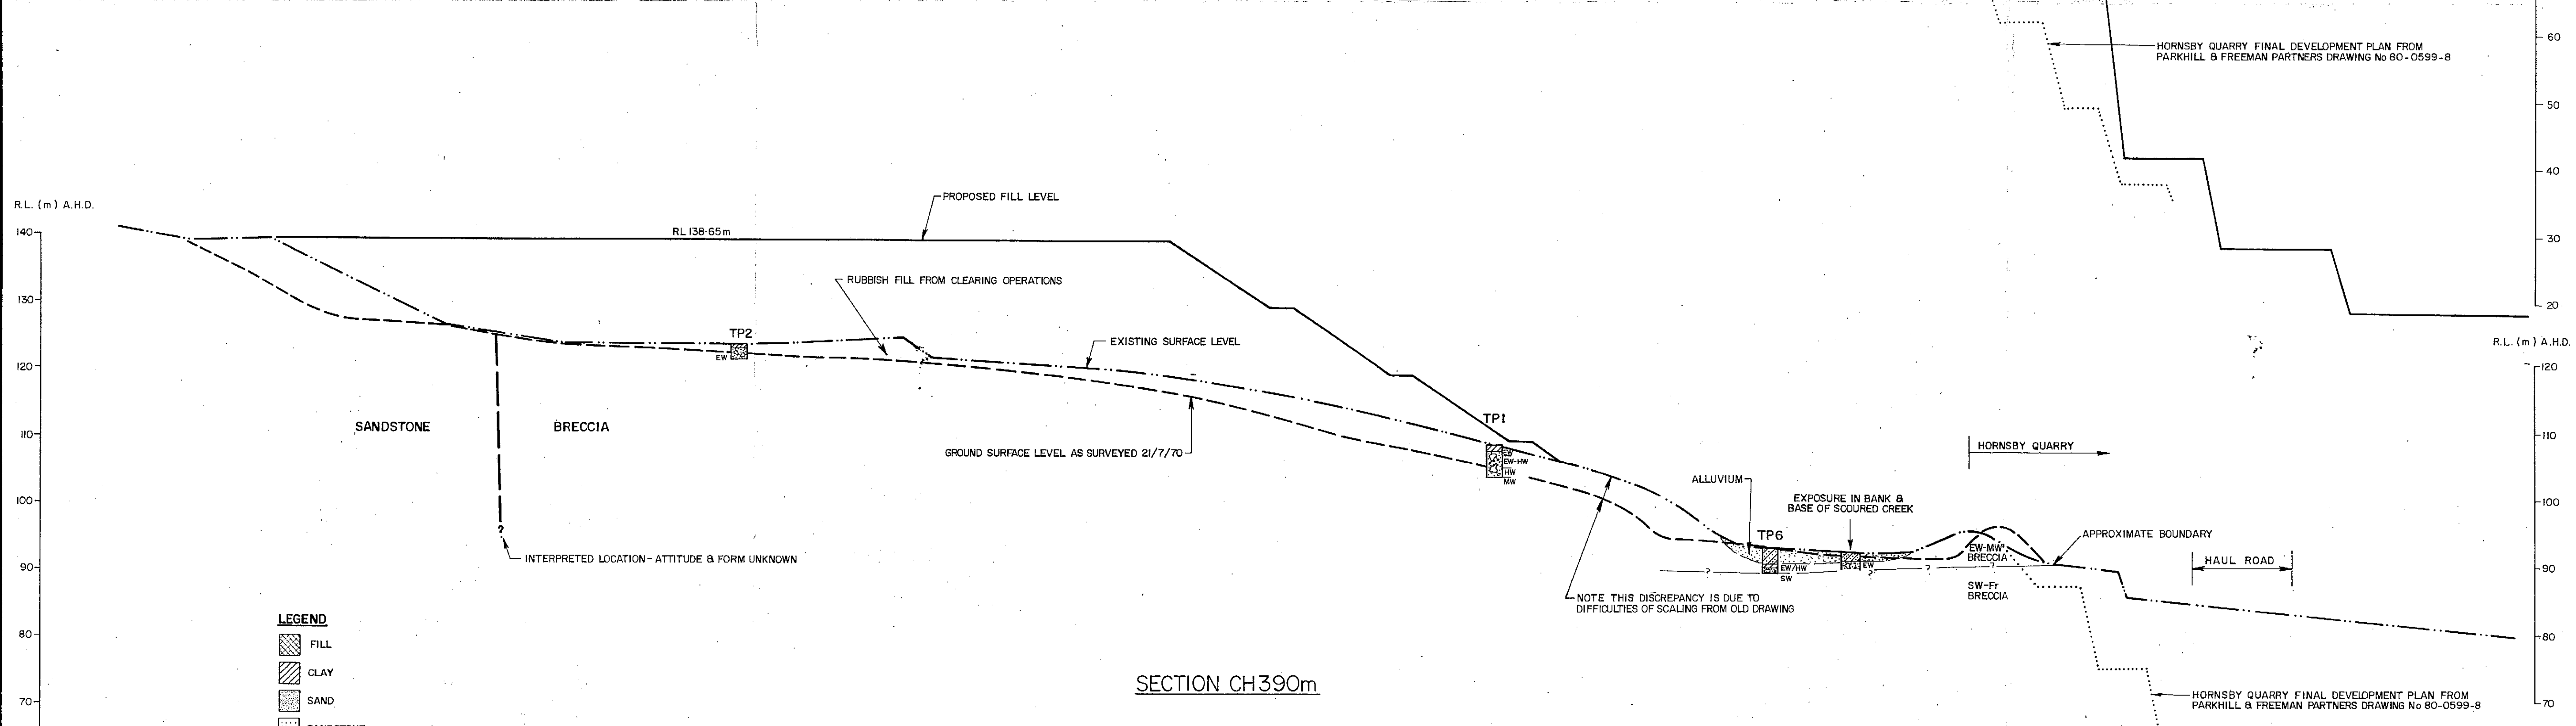 60
HORNSBY QUARRY FINAL DEVELOPMENT PLAN FROM
PARKHILL & FREEMAN PARTNERS DRAWING No 80-0599-8
50
40
30
20
R.L. (m) A.H.D.
140
130
120
110
100
90
80
70
PROPOSED FILL LEVEL
RL 138·65m
RUBBISH FILL FROM CLEARING OPERATIONS
TP2
EW
EXISTING SURFACE LEVEL
SANDSTONE
BRECCIA
GROUND SURFACE LEVEL AS SURVEYED 21/7/70
?
INTERPRETED LOCATION - ATTITUDE & FORM UNKNOWN
TP1
EW
EW-HW
HW
MW
ALLUVIUM
EXPOSURE IN BANK &
BASE OF SCOURED CREEK
TP6
EW/HW
SW
EW
?
?
?
?
NOTE THIS DISCREPANCY IS DUE TO
DIFFICULTIES OF SCALING FROM OLD DRAWING
HORNSBY QUARRY
APPROXIMATE BOUNDARY
EW-MW
BRECCIA
SW-Fr
BRECCIA
HAUL ROAD
R.L. (m) A.H.D.
120
110
100
90
80
70
HORNSBY QUARRY FINAL DEVELOPMENT PLAN FROM
PARKHILL & FREEMAN PARTNERS DRAWING No 80-0599-8
LEGEND
FILL
CLAY
SAND
SECTION CH390m